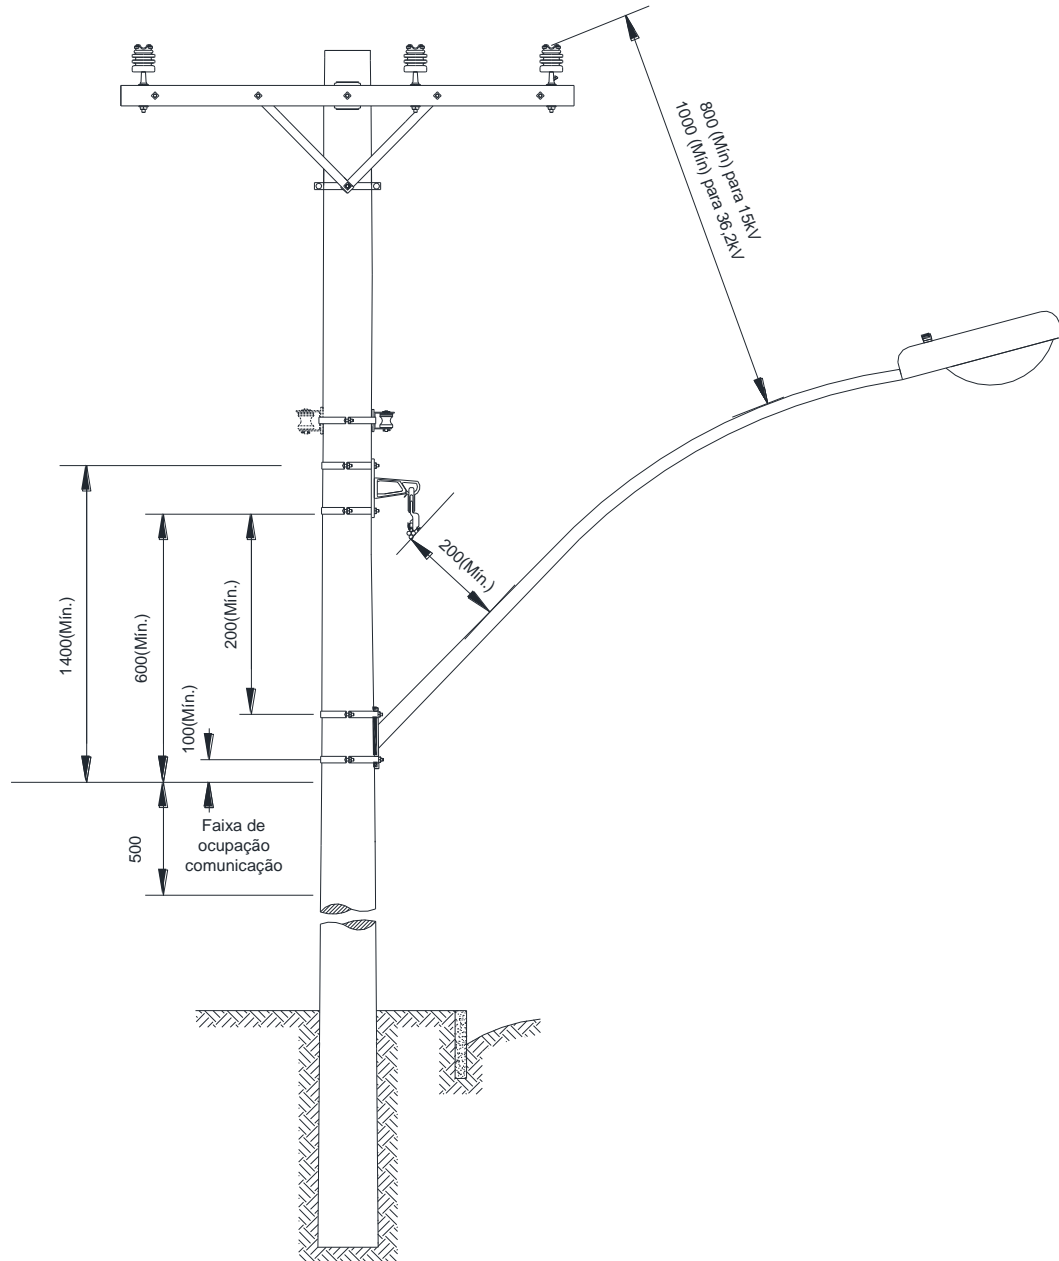 800 (Mín) para 15kV
1000 (Mín) para 36,2kV
200(Mín.)
1400(Mín.)
600(Mín.)
200(Mín.)
100(Mín.)
500
Faixa de
ocupação
comunicação